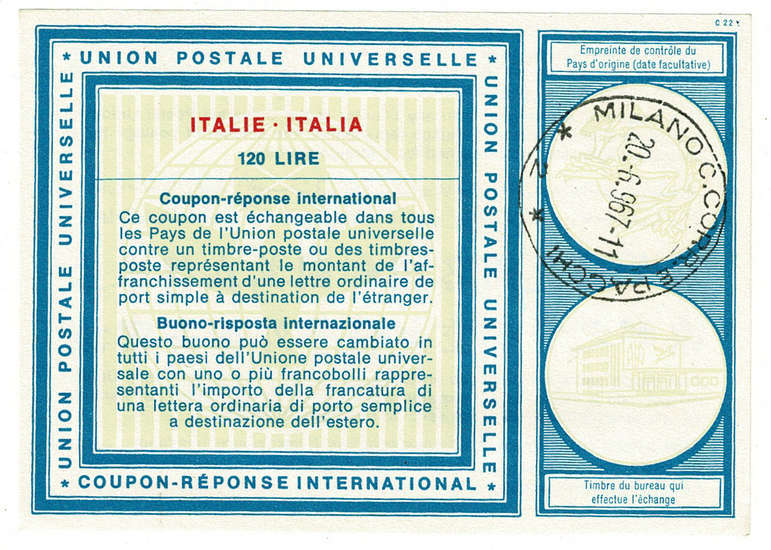 C 22
* UNION POSTALE UNIVERSELLE *
UNION POSTALE UNIVERSELLE
UNION POSTALE UNIVERSELLE
ITALIE · ITALIA
120 LIRE
Coupon-réponse international
Ce coupon est échangeable dans tous
les Pays de l'Union postale universelle
contre un timbre-poste ou des timbres-
poste représentant le montant de l'af-
franchissement d'une lettre ordinaire de
port simple à destination de l'étranger.
Buono-risposta internazionale
Questo buono può essere cambiato in
tutti i paesi dell'Unione postale univer-
sale con uno o più francobolli rappre-
sentanti l'importo della francatura di
una lettera ordinaria di porto semplice
a destinazione dell'estero.
* COUPON-RÉPONSE INTERNATIONAL *
Empreinte de contrôle du
Pays d'origine (date facultative)
* MILANO C. CORR. E PACCHI * 2
20.-6.967-11
Timbre du bureau qui
effectue l'échange